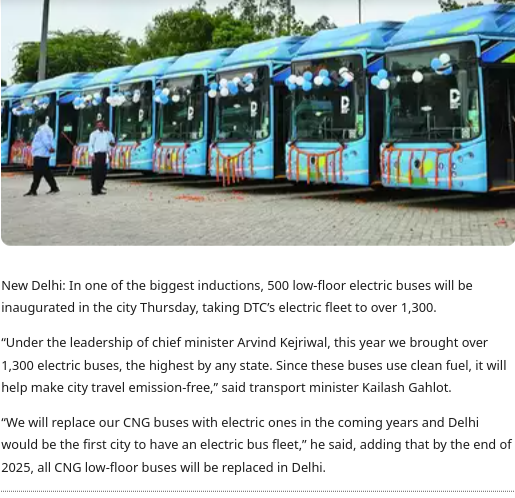 New Delhi: In one of the biggest inductions, 500 low-floor electric buses will be
inaugurated in the city Thursday, taking DTC’s electric fleet to over 1,300.
“Under the leadership of chief minister Arvind Kejriwal, this year we brought over
1,300 electric buses, the highest by any state. Since these buses use clean fuel, it will
help make city travel emission-free,” said transport minister Kailash Gahlot.
“We will replace our CNG buses with electric ones in the coming years and Delhi
would be the first city to have an electric bus fleet,” he said, adding that by the end of
2025, all CNG low-floor buses will be replaced in Delhi.